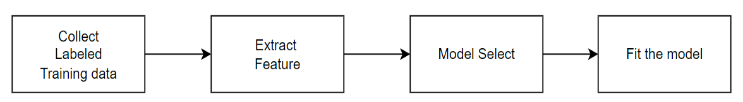 Collect
Labeled
Training data
Extract
Feature
Model Select
Fit the model